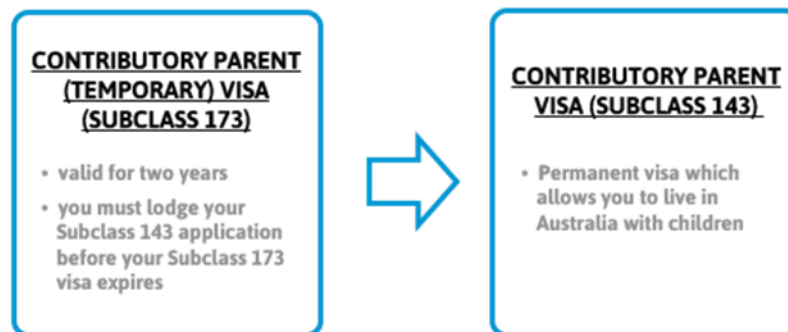 CONTRIBUTORY PARENT
(TEMPORARY) VISA
(SUBCLASS 173)
• valid for two years
• you must lodge your
Subclass 143 application
before your Subclass 173
visa expires
CONTRIBUTORY PARENT
VISA (SUBCLASS 143)
• Permanent visa which
allows you to live in
Australia with children